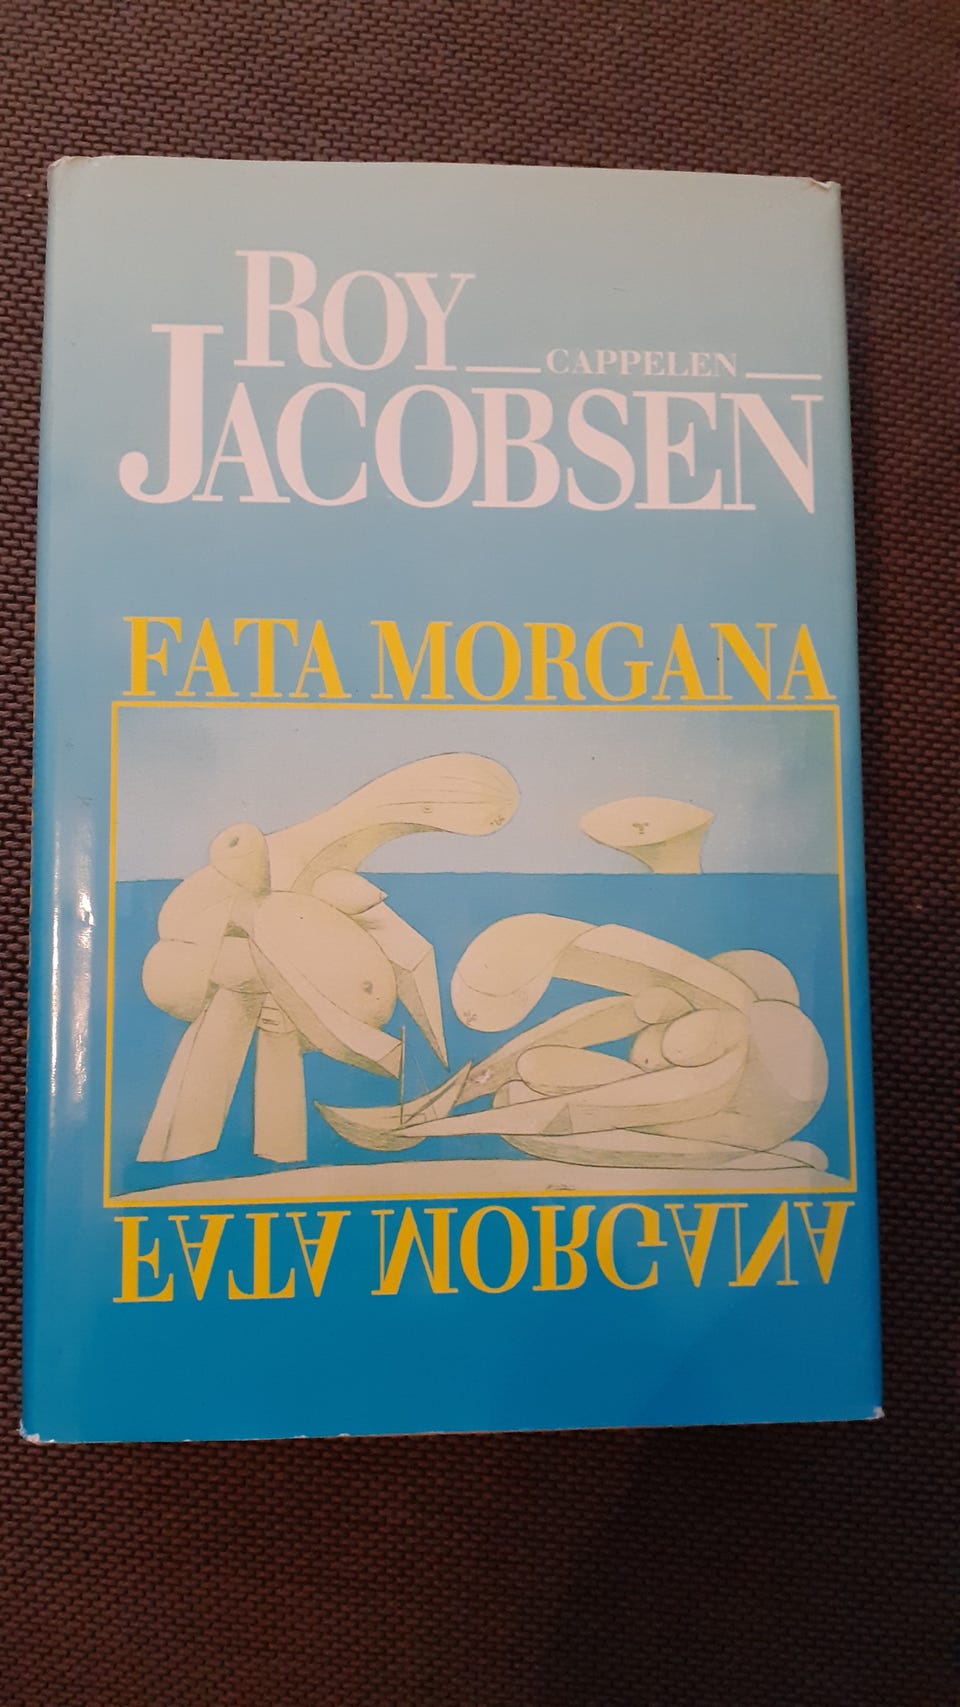 ROY
CAPPELEN
JACOBSEN
FATA MORGANA
FATA MORGANA